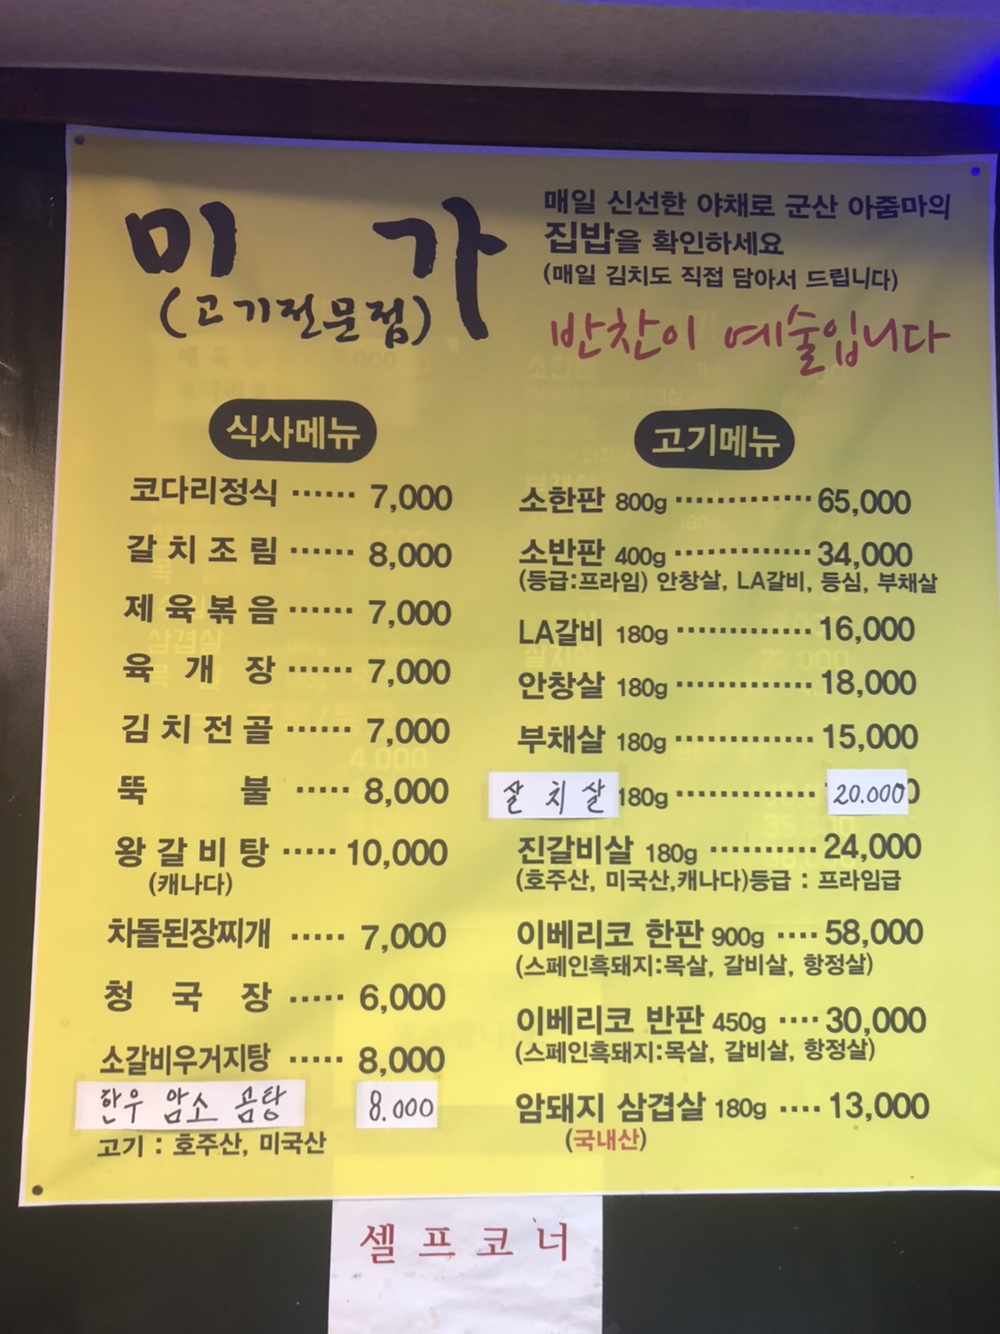 미가
(고기전문점)
매일 신선한 야채로 군산 아줌마의
집밥을 확인하세요
(매일 김치도 직접 담아서 드립니다)
반찬이 예술입니다
식사메뉴
코다리정식 ······ 7,000
갈치조림 ······ 8,000
제육볶음 ······ 7,000
육개장 ······ 7,000
김치전골 ······ 7,000
뚝불 ····· 8,000
왕갈비탕 ····· 10,000
(캐나다)
차돌된장찌개 ····· 7,000
청국장 ····· 6,000
소갈비우거지탕 ····· 8,000
한우 암소 곰탕 8.000
고기 : 호주산, 미국산
고기메뉴
소한판 800g ············· 65,000
소반판 400g ············· 34,000
(등급:프라임) 안창살, LA갈비, 등심, 부채살
LA갈비 180g ············· 16,000
안창살 180g ············· 18,000
부채살 180g ············· 15,000
살치살 180g ············· 20.000
진갈비살 180g ·········· 24,000
(호주산, 미국산,캐나다)등급 : 프라임급
이베리코 한판 900g ···· 58,000
(스페인흑돼지:목살, 갈비살, 항정살)
이베리코 반판 450g ···· 30,000
(스페인흑돼지:목살, 갈비살, 항정살)
암돼지 삼겹살 180g ···· 13,000
(국내산)
셀프코너